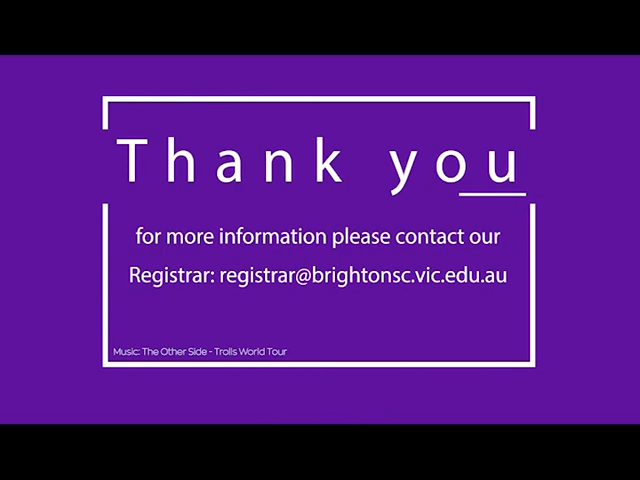 Thank you
for more information please contact our
Registrar: registrar@brightonsc.vic.edu.au
Music: The Other Side - Trolls World Tour